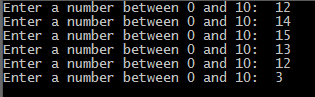 Enter a number between 0 and 10:  12
Enter a number between 0 and 10:  14
Enter a number between 0 and 10:  15
Enter a number between 0 and 10:  13
Enter a number between 0 and 10:  12
Enter a number between 0 and 10:  3